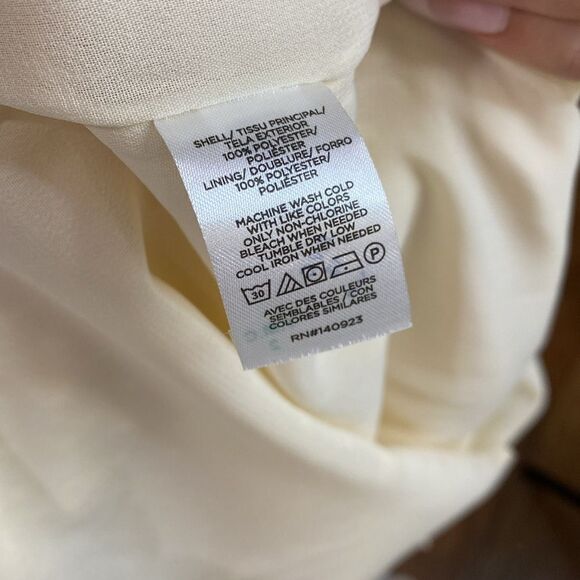 SHELL/ TISSU PRINCIPAL/
TELA EXTERIOR
100% POLYESTER/
POLIÉSTER
LINING/ DOUBLURE/ FORRO
100% POLYESTER/
POLIÉSTER
MACHINE WASH COLD
WITH LIKE COLORS
ONLY NON-CHLORINE
BLEACH WHEN NEEDED
TUMBLE DRY LOW
COOL IRON WHEN NEEDED
30 P
AVEC DES COULEURS
SEMBLABLES / CON
COLORES SIMILARES
RN#140923